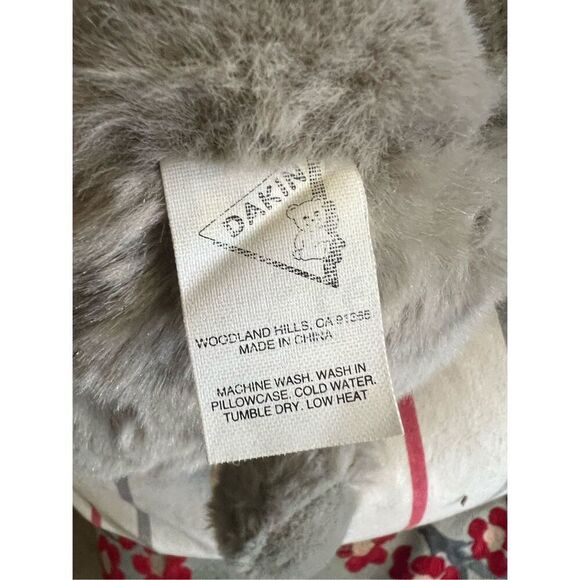 DAKIN
WOODLAND HILLS, CA 91365
MADE IN CHINA
MACHINE WASH. WASH IN
PILLOWCASE. COLD WATER.
TUMBLE DRY. LOW HEAT